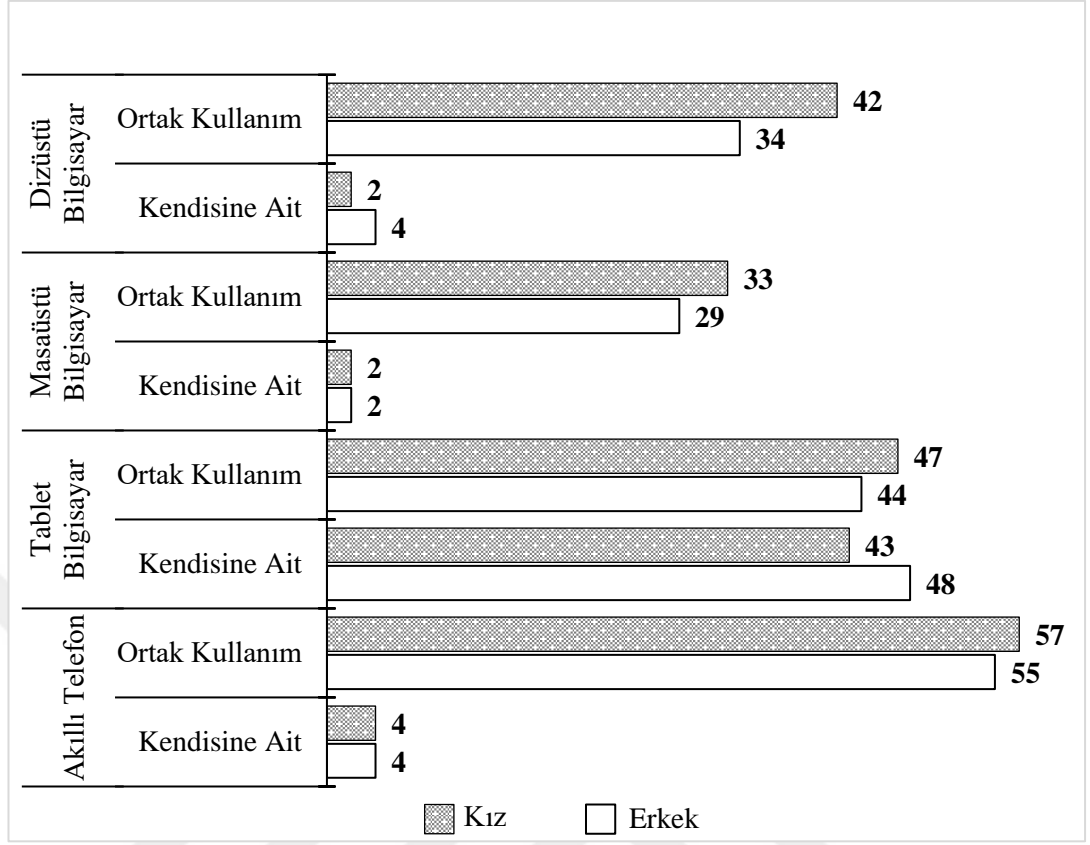 Dizüstü
Bilgisayar
Ortak Kullanım
42
34
Kendisine Ait
2
4
Masaüstü
Bilgisayar
Ortak Kullanım
33
29
Kendisine Ait
2
2
Tablet
Bilgisayar
Ortak Kullanım
47
44
Kendisine Ait
43
48
Akıllı Telefon
Ortak Kullanım
57
55
Kendisine Ait
4
4
Kız
Erkek